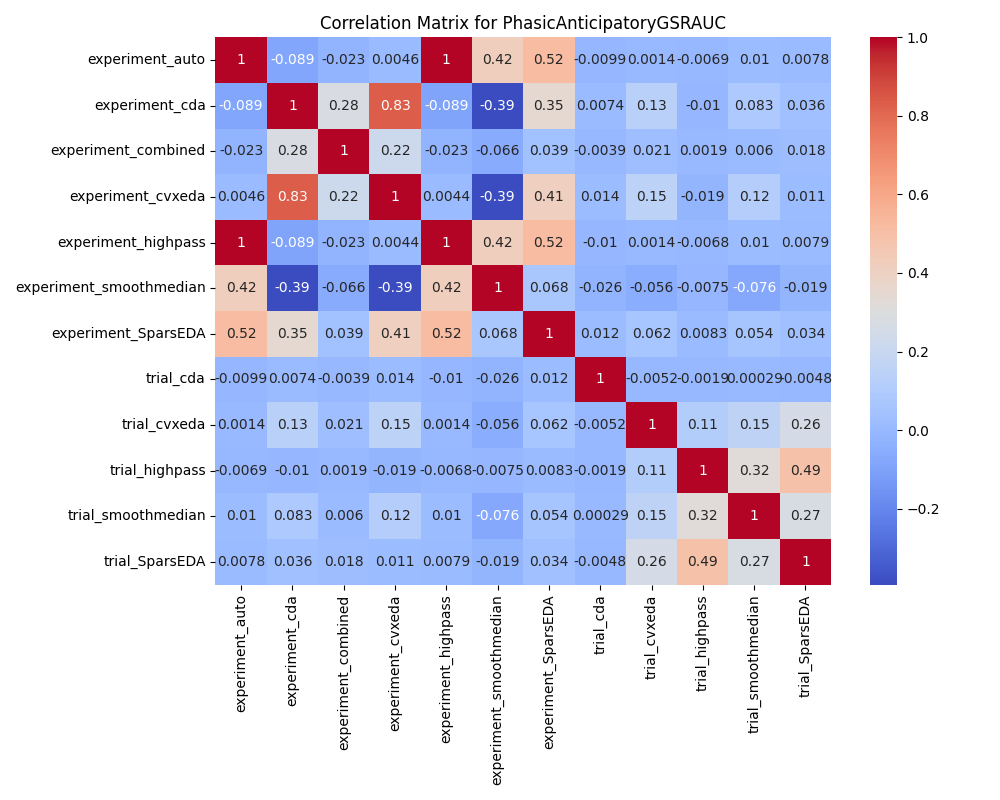 Correlation Matrix for PhasicAnticipatoryGSRAUC
experiment_auto 1 -0.089 -0.023 0.0046 1 0.42 0.52 -0.0099 0.0014 -0.0069 0.01 0.0078
experiment_cda -0.089 1 0.28 0.83 -0.089 -0.39 0.35 0.0074 0.13 -0.01 0.083 0.036
experiment_combined -0.023 0.28 1 0.22 -0.023 -0.066 0.039 -0.0039 0.021 0.0019 0.006 0.018
experiment_cvxeda 0.0046 0.83 0.22 1 0.0044 -0.39 0.41 0.014 0.15 -0.019 0.12 0.011
experiment_highpass 1 -0.089 -0.023 0.0044 1 0.42 0.52 -0.01 0.0014 -0.0068 0.01 0.0079
experiment_smoothmedian 0.42 -0.39 -0.066 -0.39 0.42 1 0.068 -0.026 -0.056 -0.0075 -0.076 -0.019
experiment_SparsEDA 0.52 0.35 0.039 0.41 0.52 0.068 1 0.012 0.062 0.0083 0.054 0.034
trial_cda -0.0099 0.0074 -0.0039 0.014 -0.01 -0.026 0.012 1 -0.0052 -0.0019 0.00029 -0.0048
trial_cvxeda 0.0014 0.13 0.021 0.15 0.0014 -0.056 0.062 -0.0052 1 0.11 0.15 0.26
trial_highpass -0.0069 -0.01 0.0019 -0.019 -0.0068 -0.0075 0.0083 -0.0019 0.11 1 0.32 0.49
trial_smoothmedian 0.01 0.083 0.006 0.12 0.01 -0.076 0.054 0.00029 0.15 0.32 1 0.27
trial_SparsEDA 0.0078 0.036 0.018 0.011 0.0079 -0.019 0.034 -0.0048 0.26 0.49 0.27 1
experiment_auto
experiment_cda
experiment_combined
experiment_cvxeda
experiment_highpass
experiment_smoothmedian
experiment_SparsEDA
trial_cda
trial_cvxeda
trial_highpass
trial_smoothmedian
trial_SparsEDA
1.0
0.8
0.6
0.4
0.2
0.0
−0.2